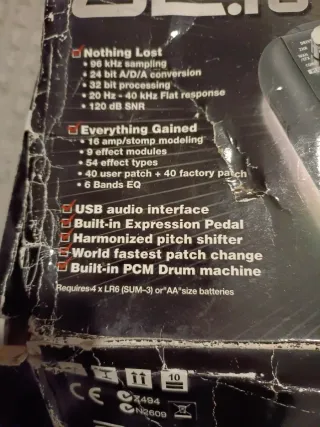 Nothing Lost
• 96 kHz sampling
• 24 bit A/D/A conversion
• 32 bit processing
• 20 Hz - 40 kHz Flat response
• 120 dB SNR
Everything Gained
• 16 amp/stomp modeling
• 9 effect modules
• 54 effect types
• 40 user patch + 40 factory patch
• 6 Bands EQ
USB audio interface
Built-in Expression Pedal
Harmonized pitch shifter
World fastest patch change
Built-in PCM Drum machine
Requires 4 x LR6 (SUM-3) or "AA" size batteries
10
CE
Z494
N2609